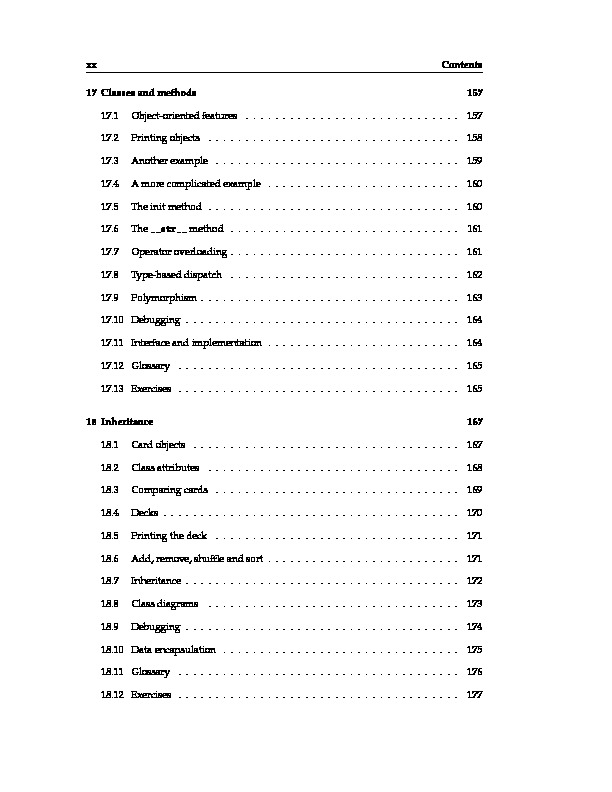 xx Contents
17 Classes and methods 157
17.1 Object-oriented features . . . . . . . . . . . . . . . . . . . . . . . . . . . . . 157
17.2 Printing objects . . . . . . . . . . . . . . . . . . . . . . . . . . . . . . . . . . 158
17.3 Another example . . . . . . . . . . . . . . . . . . . . . . . . . . . . . . . . . 159
17.4 A more complicated example . . . . . . . . . . . . . . . . . . . . . . . . . . 160
17.5 The init method . . . . . . . . . . . . . . . . . . . . . . . . . . . . . . . . . . 160
17.6 The __str__ method . . . . . . . . . . . . . . . . . . . . . . . . . . . . . . . 161
17.7 Operator overloading . . . . . . . . . . . . . . . . . . . . . . . . . . . . . . . 161
17.8 Type-based dispatch . . . . . . . . . . . . . . . . . . . . . . . . . . . . . . . 162
17.9 Polymorphism . . . . . . . . . . . . . . . . . . . . . . . . . . . . . . . . . . . 163
17.10 Debugging . . . . . . . . . . . . . . . . . . . . . . . . . . . . . . . . . . . . . 164
17.11 Interface and implementation . . . . . . . . . . . . . . . . . . . . . . . . . . 164
17.12 Glossary . . . . . . . . . . . . . . . . . . . . . . . . . . . . . . . . . . . . . . 165
17.13 Exercises . . . . . . . . . . . . . . . . . . . . . . . . . . . . . . . . . . . . . . 165
18 Inheritance 167
18.1 Card objects . . . . . . . . . . . . . . . . . . . . . . . . . . . . . . . . . . . . 167
18.2 Class attributes . . . . . . . . . . . . . . . . . . . . . . . . . . . . . . . . . . 168
18.3 Comparing cards . . . . . . . . . . . . . . . . . . . . . . . . . . . . . . . . . 169
18.4 Decks . . . . . . . . . . . . . . . . . . . . . . . . . . . . . . . . . . . . . . . . 170
18.5 Printing the deck . . . . . . . . . . . . . . . . . . . . . . . . . . . . . . . . . 171
18.6 Add, remove, shuffle and sort . . . . . . . . . . . . . . . . . . . . . . . . . . 171
18.7 Inheritance . . . . . . . . . . . . . . . . . . . . . . . . . . . . . . . . . . . . . 172
18.8 Class diagrams . . . . . . . . . . . . . . . . . . . . . . . . . . . . . . . . . . 173
18.9 Debugging . . . . . . . . . . . . . . . . . . . . . . . . . . . . . . . . . . . . . 174
18.10 Data encapsulation . . . . . . . . . . . . . . . . . . . . . . . . . . . . . . . . 175
18.11 Glossary . . . . . . . . . . . . . . . . . . . . . . . . . . . . . . . . . . . . . . 176
18.12 Exercises . . . . . . . . . . . . . . . . . . . . . . . . . . . . . . . . . . . . . . 177